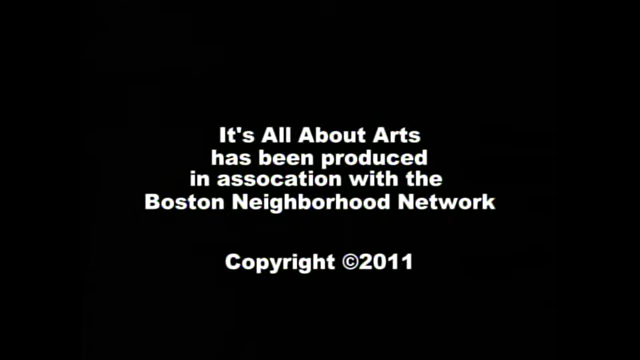 It's All About Arts
has been produced
in assocation with the
Boston Neighborhood Network
Copyright ©2011